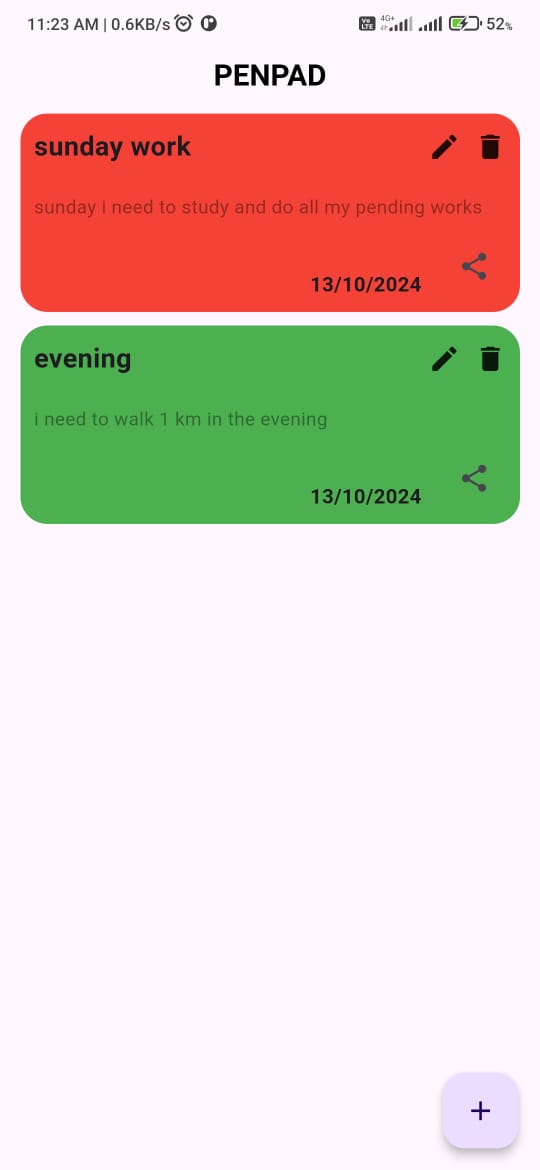 11:23 AM | 0.6KB/s Vo LTE 4G+ 52%
PENPAD
sunday work
sunday i need to study and do all my pending works
13/10/2024
evening
i need to walk 1 km in the evening
13/10/2024